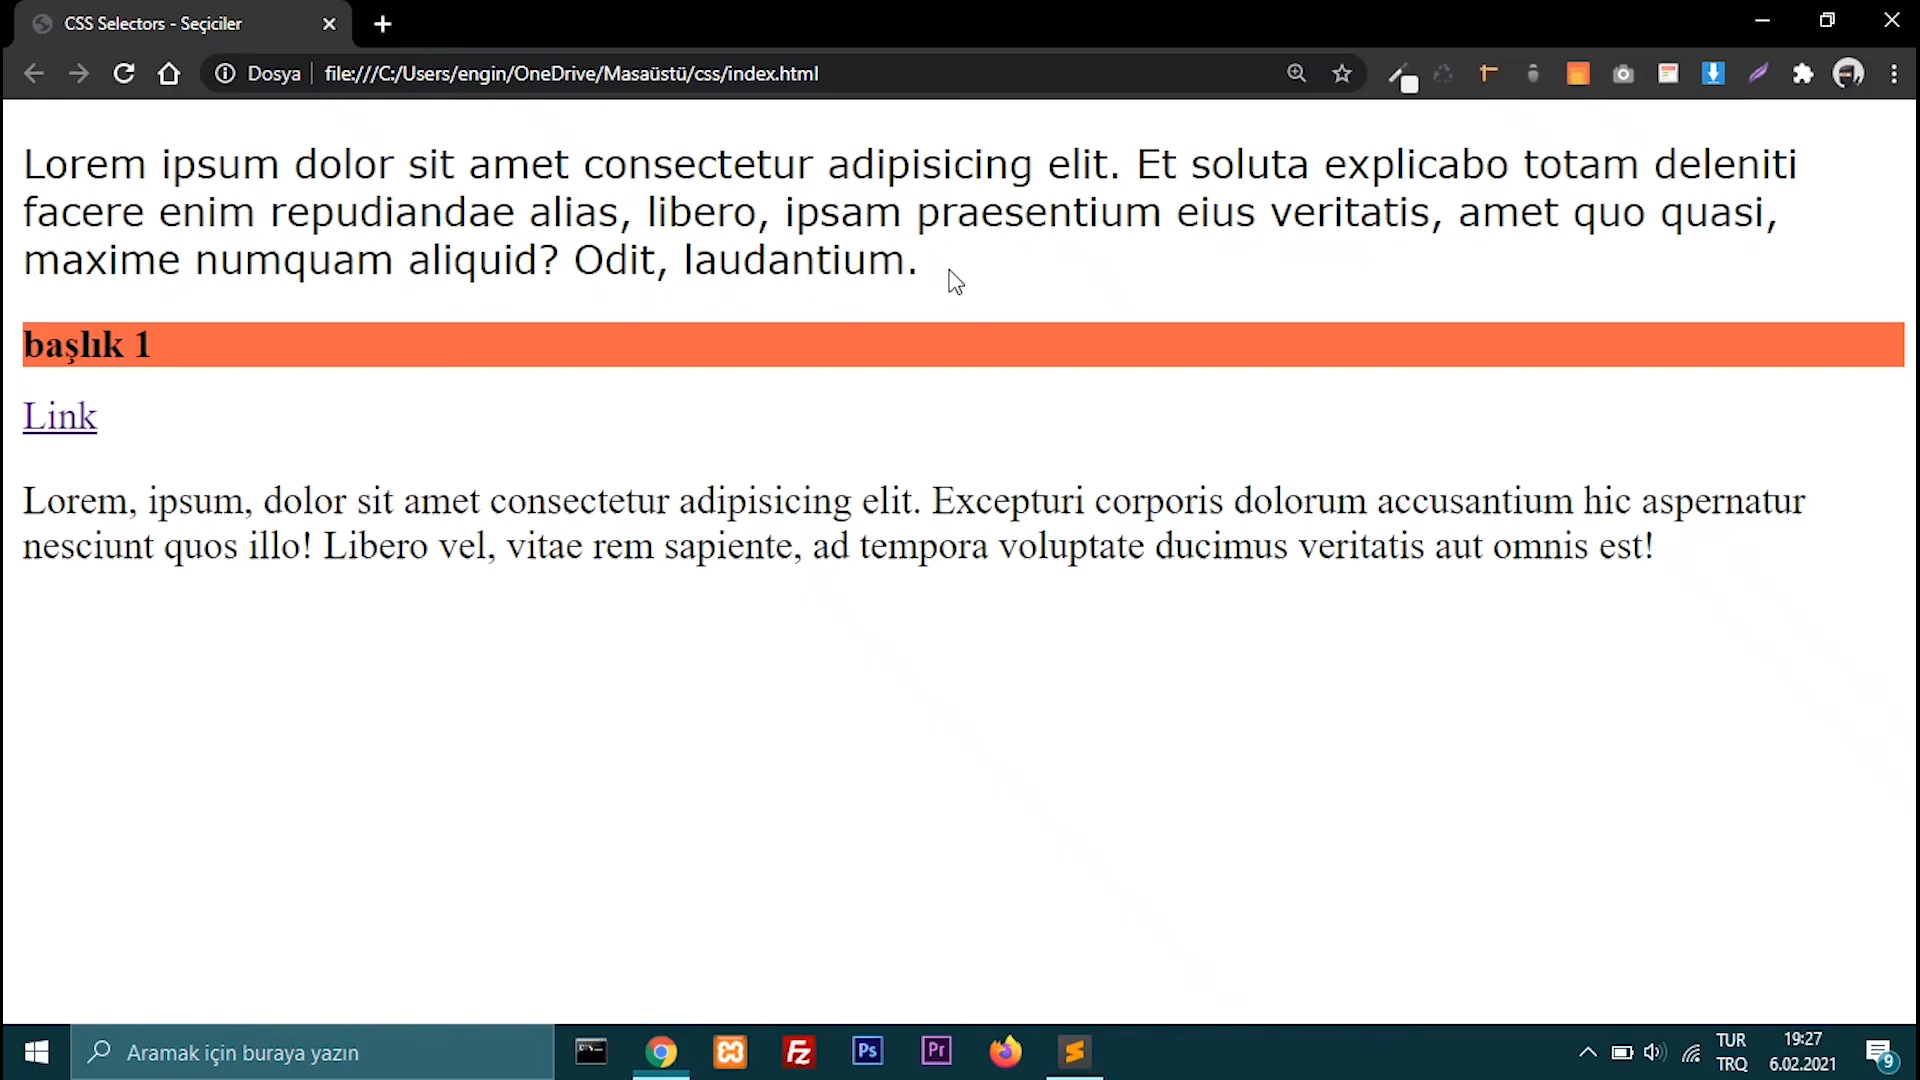 CSS Selectors - Seçiciler
Dosya file:///C:/Users/engin/OneDrive/Masaüstü/css/index.html
Lorem ipsum dolor sit amet consectetur adipisicing elit. Et soluta explicabo totam deleniti
facere enim repudiandae alias, libero, ipsam praesentium eius veritatis, amet quo quasi,
maxime numquam aliquid? Odit, laudantium.
başlık 1
Link
Lorem, ipsum, dolor sit amet consectetur adipisicing elit. Excepturi corporis dolorum accusantium hic aspernatur
nesciunt quos illo! Libero vel, vitae rem sapiente, ad tempora voluptate ducimus veritatis aut omnis est!
Aramak için buraya yazın
Fz
Ps
Pr
TUR
TRQ
19:27
6.02.2021
9